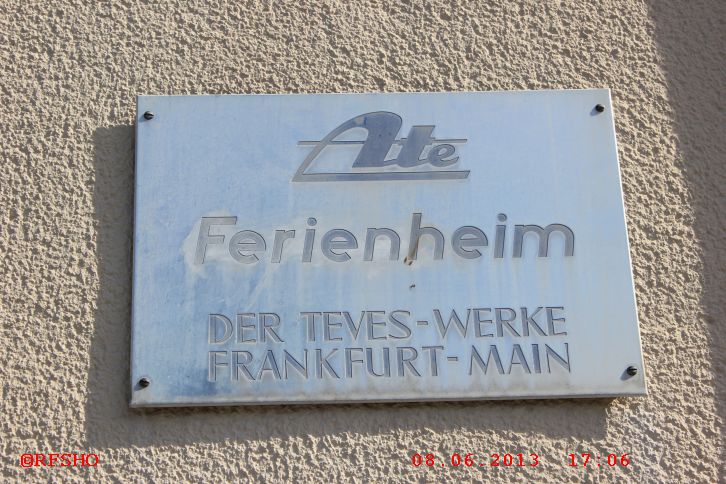 Ate
Ferienheim
DER TEVES-WERKE
FRANKFURT-MAIN
©RFSHO 08.06.2013 17:06